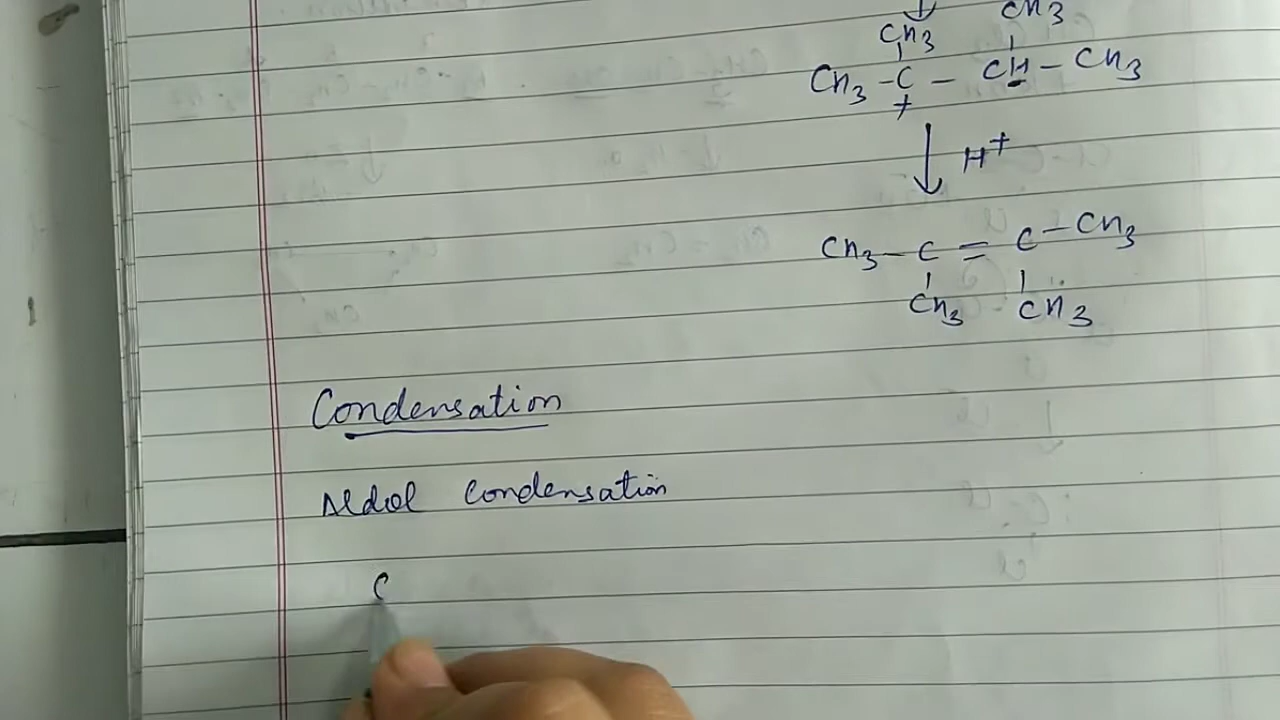 CH3
CH3
CH3 - C - CH - CH3
+
H+
CH3 - C = C - CH3
CH3 CH3
Condensation
Aldol Condensation
C